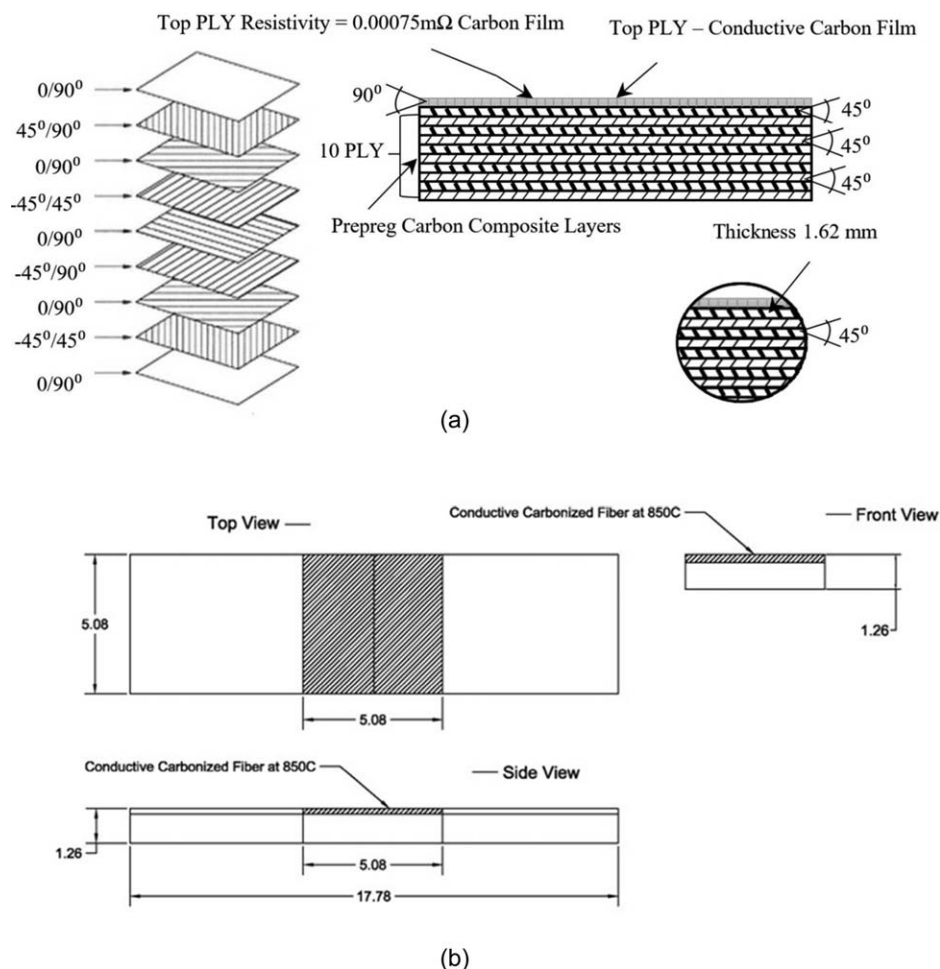 Top PLY Resistivity = 0.00075mΩ Carbon Film
Top PLY – Conductive Carbon Film
0/90⁰
45⁰/90⁰
0/90⁰
-45⁰/45⁰
0/90⁰
-45⁰/90⁰
0/90⁰
-45⁰/45⁰
0/90⁰
90⁰
10 PLY
45⁰
45⁰
45⁰
Prepreg Carbon Composite Layers
Thickness 1.62 mm
45⁰
(a)
Top View
Conductive Carbonized Fiber at 850C
Front View
5.08
5.08
1.26
Conductive Carbonized Fiber at 850C
Side View
1.26
5.08
17.78
(b)